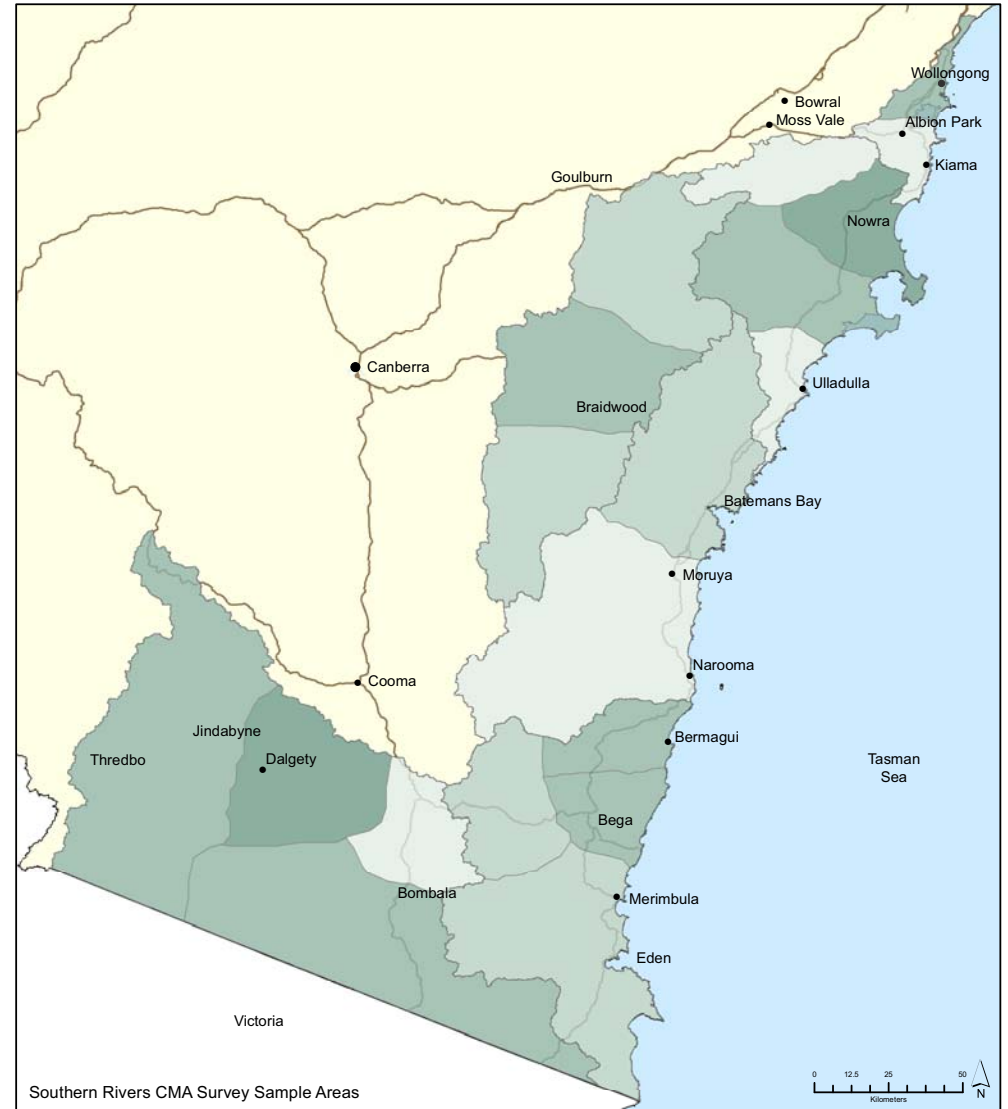 Wollongong
Bowral
Moss Vale
Albion Park
Kiama
Goulburn
Nowra
Canberra
Ulladulla
Braidwood
Batemans Bay
Moruya
Narooma
Cooma
Jindabyne
Bermagui
Thredbo
Dalgety
Tasman
Sea
Bega
Bombala
Merimbula
Eden
Victoria
Southern Rivers CMA Survey Sample Areas
0 12.5 25 50
Kilometers
N